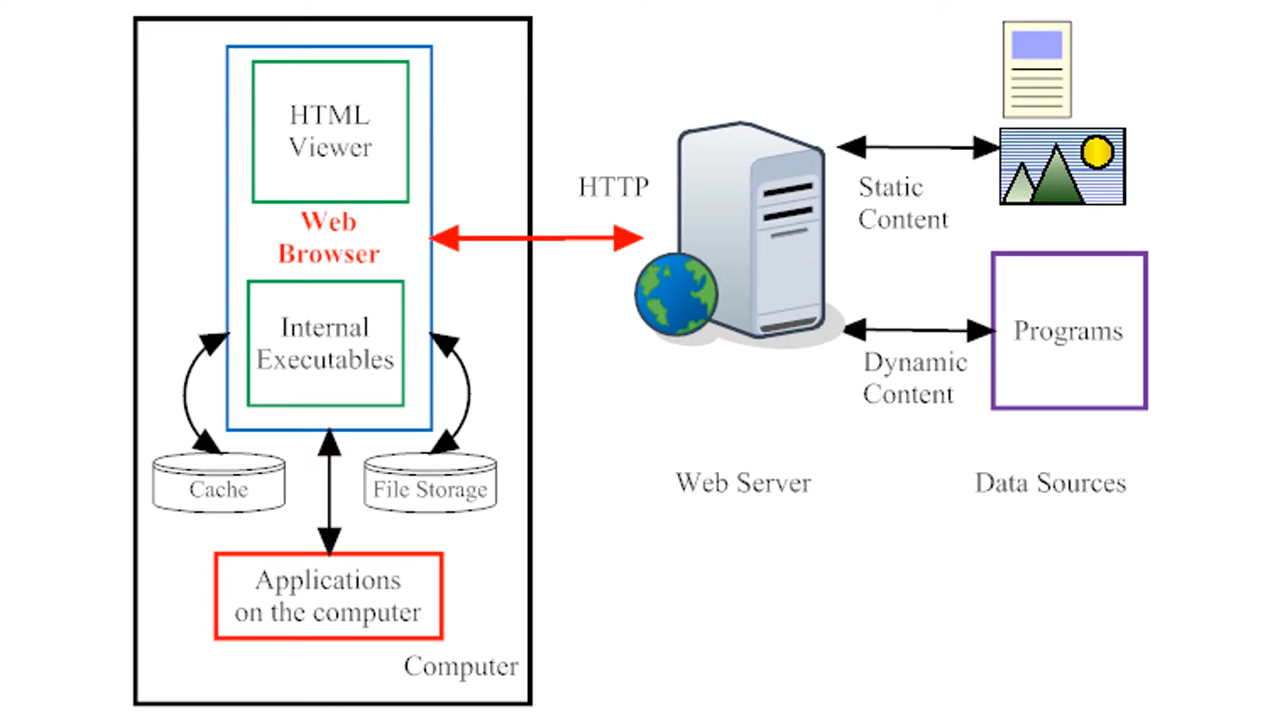 HTML
Viewer
Web
Browser
Internal
Executables
Cache
File Storage
Applications
on the computer
Computer
HTTP
Static
Content
Dynamic
Content
Programs
Web Server
Data Sources